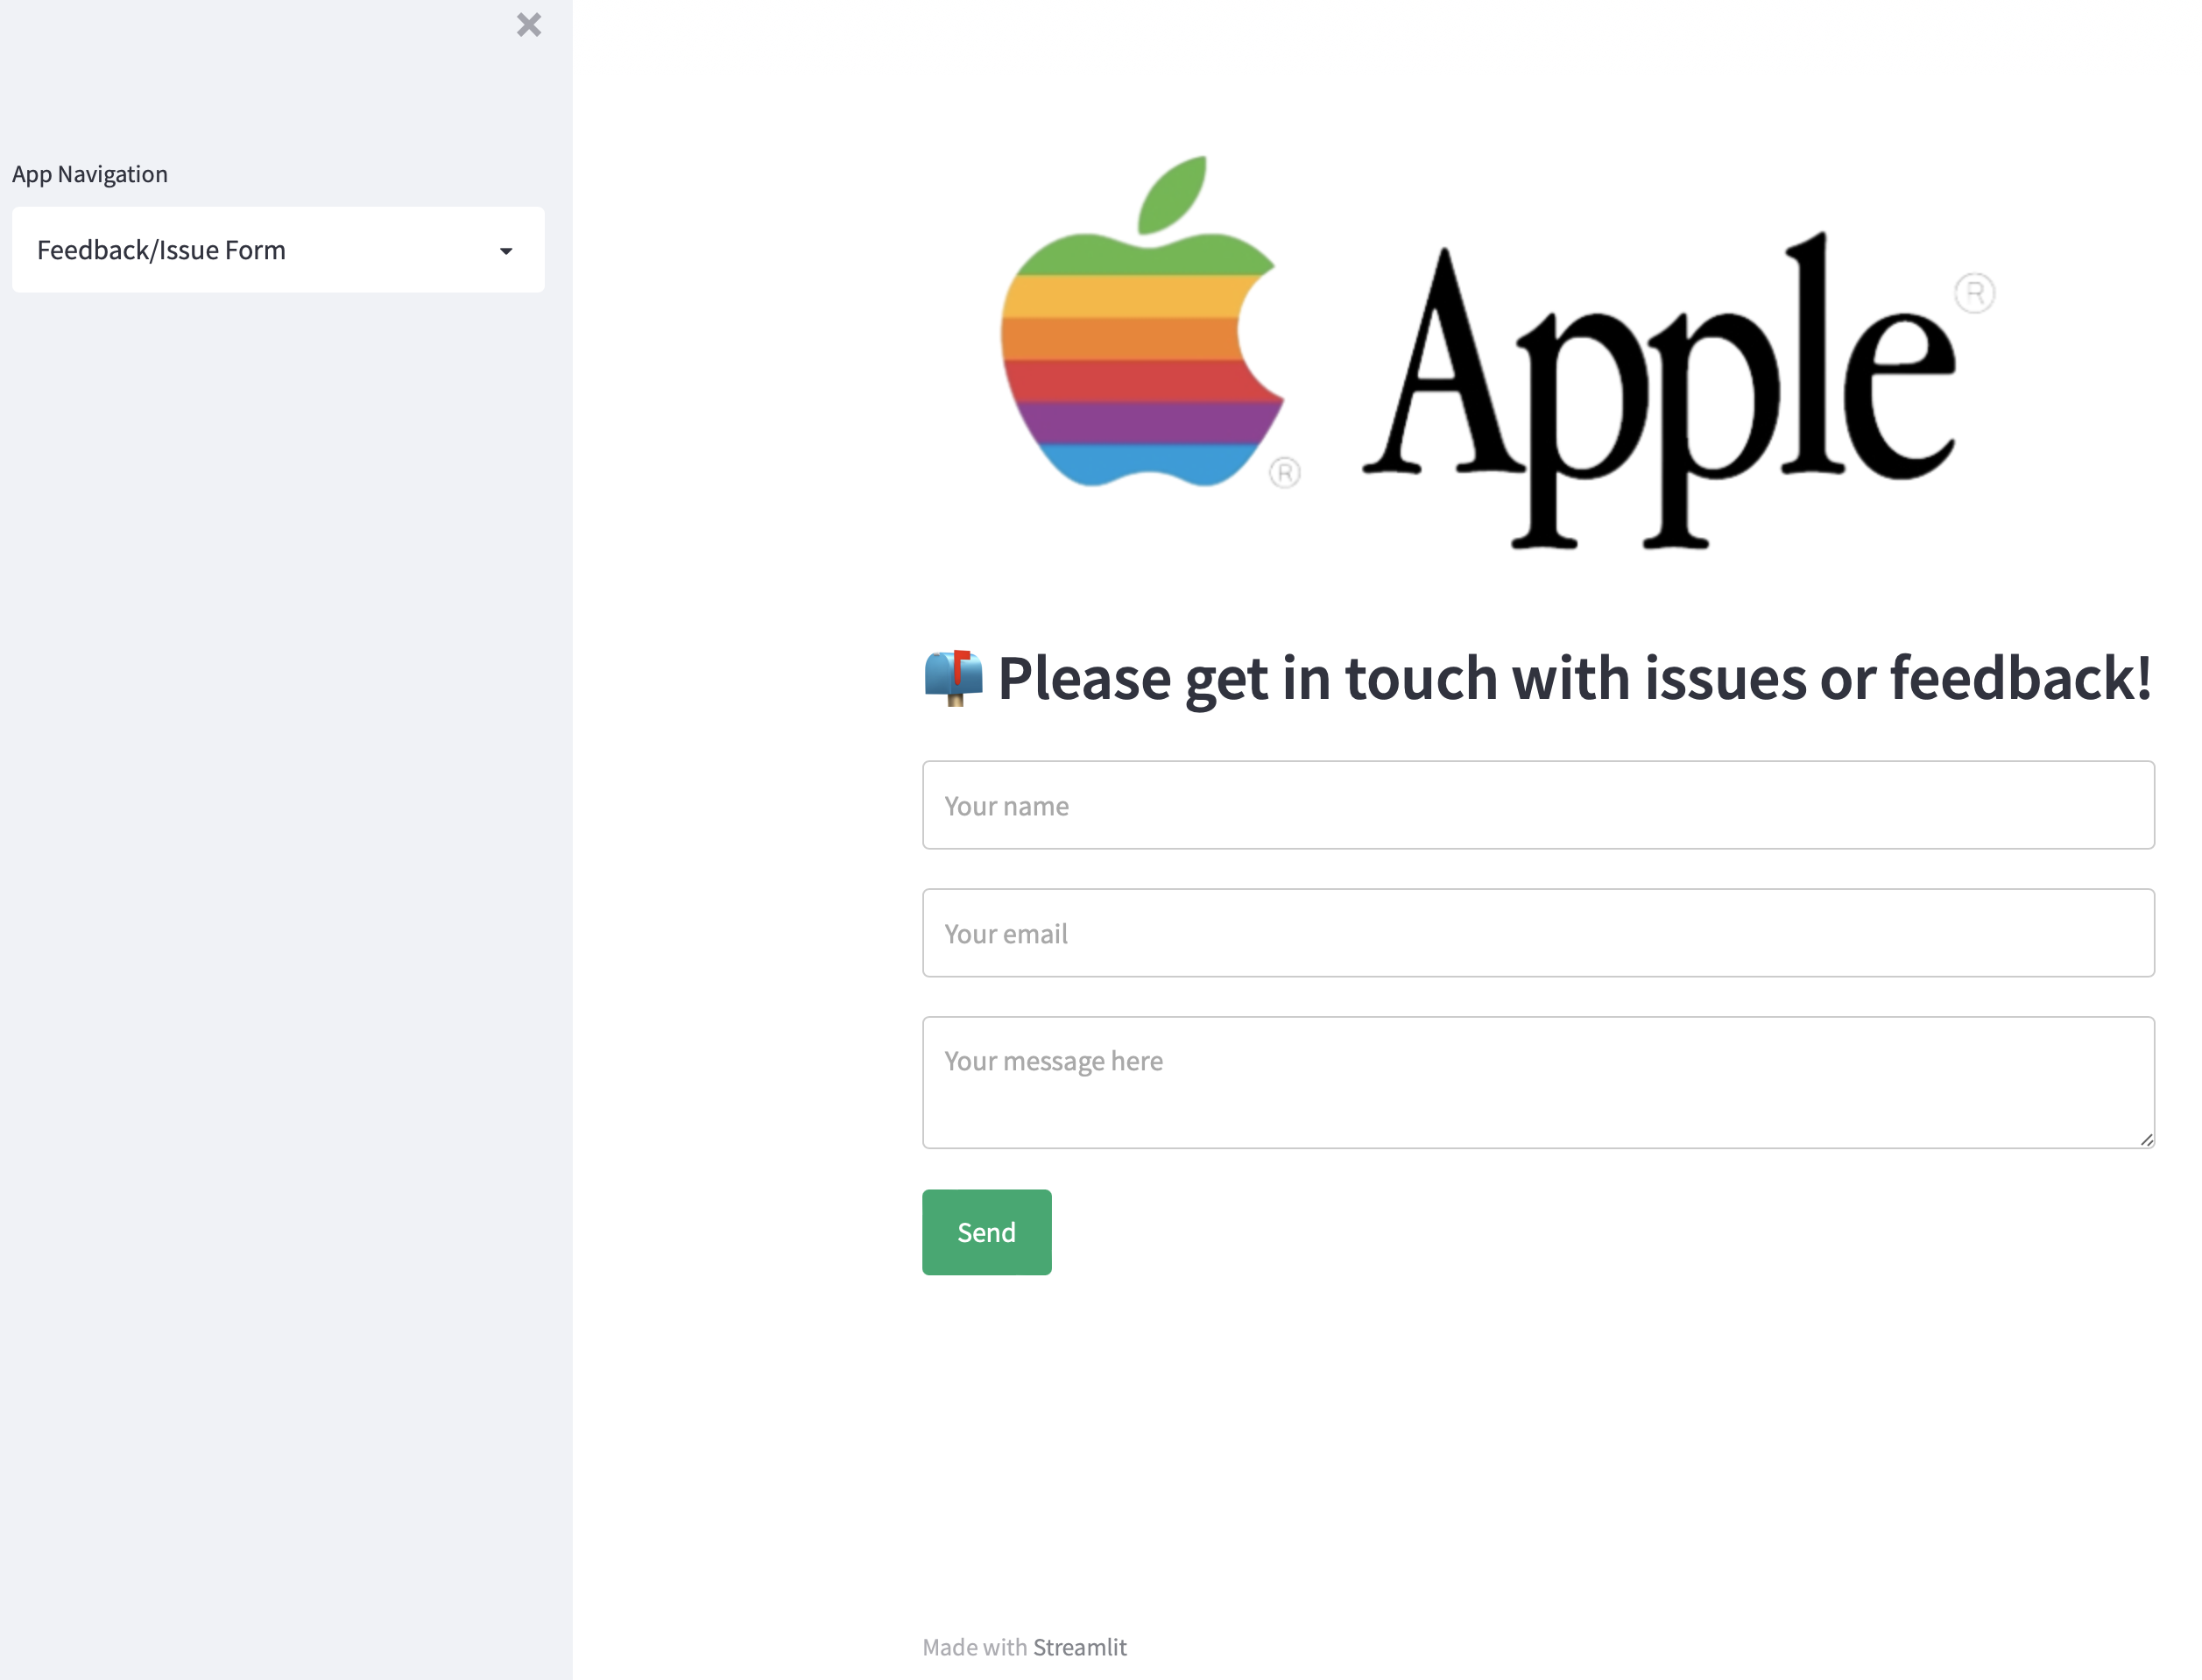 App Navigation
Feedback/Issue Form
Apple®
®
📫 Please get in touch with issues or feedback!
Your name
Your email
Your message here
Send
Made with Streamlit